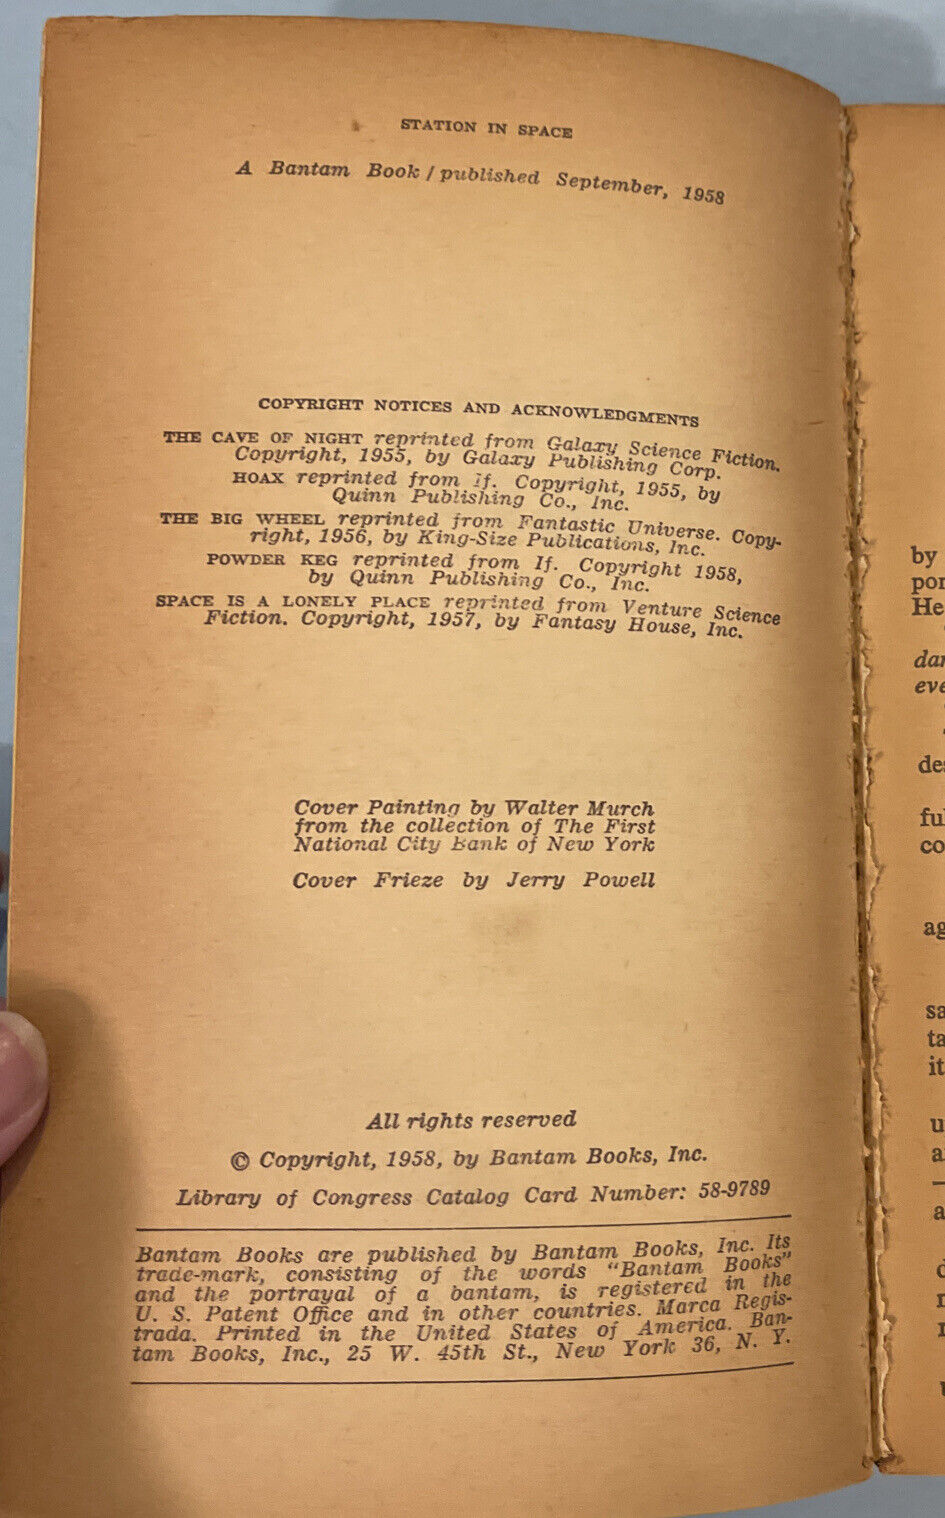 STATION IN SPACE
A Bantam Book / published September, 1958
COPYRIGHT NOTICES AND ACKNOWLEDGMENTS
THE CAVE OF NIGHT reprinted from Galaxy Science Fiction.
Copyright, 1955, by Galaxy Publishing Corp.
HOAX reprinted from If. Copyright, 1955, by
Quinn Publishing Co., Inc.
THE BIG WHEEL reprinted from Fantastic Universe. Copy-
right, 1956, by King-Size Publications, Inc.
POWDER KEG reprinted from If. Copyright 1958,
by Quinn Publishing Co., Inc.
SPACE IS A LONELY PLACE reprinted from Venture Science
Fiction. Copyright, 1957, by Fantasy House, Inc.
Cover Painting by Walter Murch
from the collection of The First
National City Bank of New York
Cover Frieze by Jerry Powell
All rights reserved
© Copyright, 1958, by Bantam Books, Inc.
Library of Congress Catalog Card Number: 58-9789
Bantam Books are published by Bantam Books, Inc. Its
trade-mark, consisting of the words "Bantam Books"
and the portrayal of a bantam, is registered in the
U. S. Patent Office and in other countries. Marca Regis-
trada. Printed in the United States of America. Ban-
tam Books, Inc., 25 W. 45th St., New York 36, N. Y.
by
He